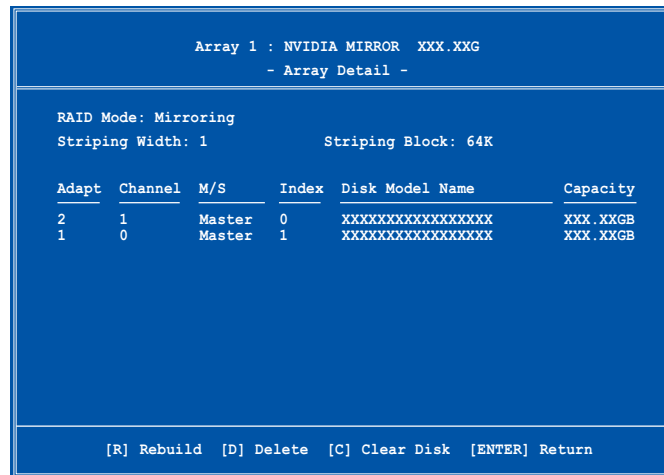 Array 1 : NVIDIA MIRROR XXX.XXG
- Array Detail -
RAID Mode: Mirroring
Striping Width: 1 Striping Block: 64K
Adapt Channel M/S Index Disk Model Name Capacity
2 1 Master 0 XXXXXXXXXXXXXXXXX XXX.XXGB
1 0 Master 1 XXXXXXXXXXXXXXXXX XXX.XXGB
[R] Rebuild [D] Delete [C] Clear Disk [ENTER] Return